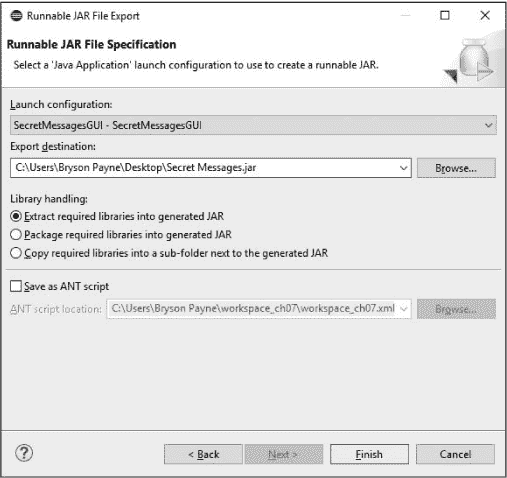 Runnable JAR File Export
Runnable JAR File Specification
Select a 'Java Application' launch configuration to use to create a runnable JAR.
Launch configuration:
SecretMessagesGUI - SecretMessagesGUI
Export destination:
C:\Users\Bryson Payne\Desktop\Secret Messages.jar
Browse...
Library handling:
Extract required libraries into generated JAR
Package required libraries into generated JAR
Copy required libraries into a sub-folder next to the generated JAR
Save as ANT script
ANT script location: C:\Users\Bryson Payne\workspace_ch07\workspace_ch07.xml Browse...
? < Back Next > Finish Cancel